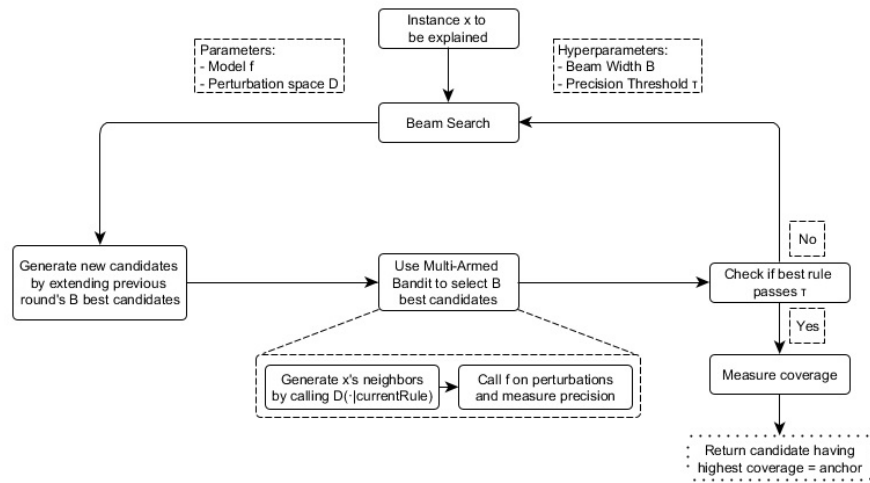 Instance x to
be explained
Parameters:
- Model f
- Perturbation space D
Hyperparameters:
- Beam Width B
- Precision Threshold τ
Beam Search
Generate new candidates
by extending previous
round's B best candidates
Use Multi-Armed
Bandit to select B
best candidates
No
Check if best rule
passes τ
Yes
Generate x's neighbors
by calling D(·|currentRule)
Call f on perturbations
and measure precision
Measure coverage
Return candidate having
highest coverage = anchor